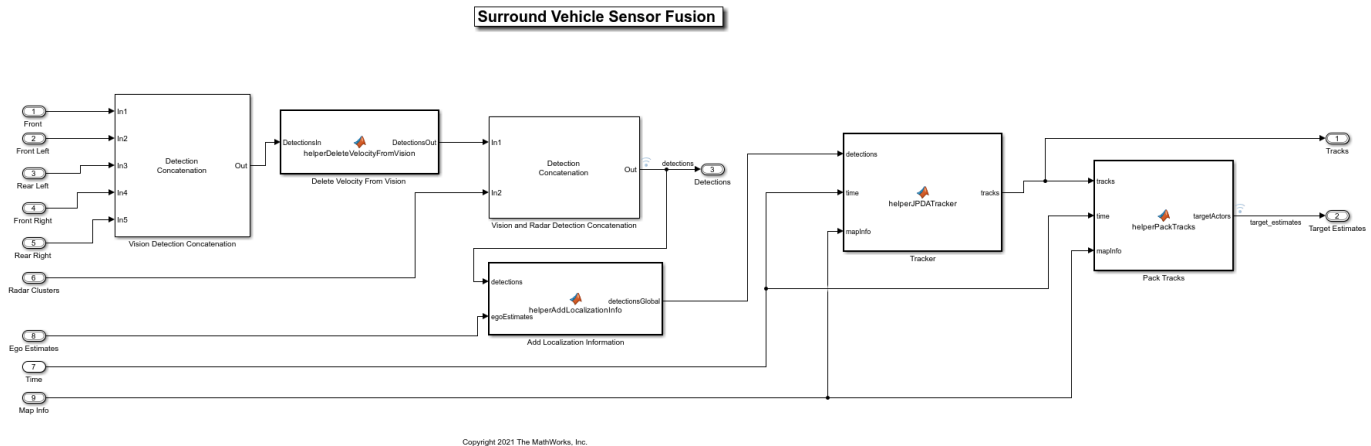 Surround Vehicle Sensor Fusion
1
Front
2
Front Left
3
Rear Left
4
Front Right
5
Rear Right
6
Radar Clusters
8
Ego Estimates
7
Time
9
Map Info
In1
In2
In3
In4
In5
Detection
Concatenation
Out
Vision Detection Concatenation
DetectionsIn
DetectionsOut
helperDeleteVelocityFromVision
Delete Velocity From Vision
In1
In2
Detection
Concatenation
Out
Vision and Radar Detection Concatenation
detections
3
Detections
detections
egoEstimates
detectionsGlobal
helperAddLocalizationInfo
Add Localization Information
detections
time
mapInfo
helperJPDATracker
tracks
Tracker
tracks
time
mapInfo
helperPackTracks
targetActors
Pack Tracks
target_estimates
1
Tracks
2
Target Estimates
Copyright 2021 The MathWorks, Inc.